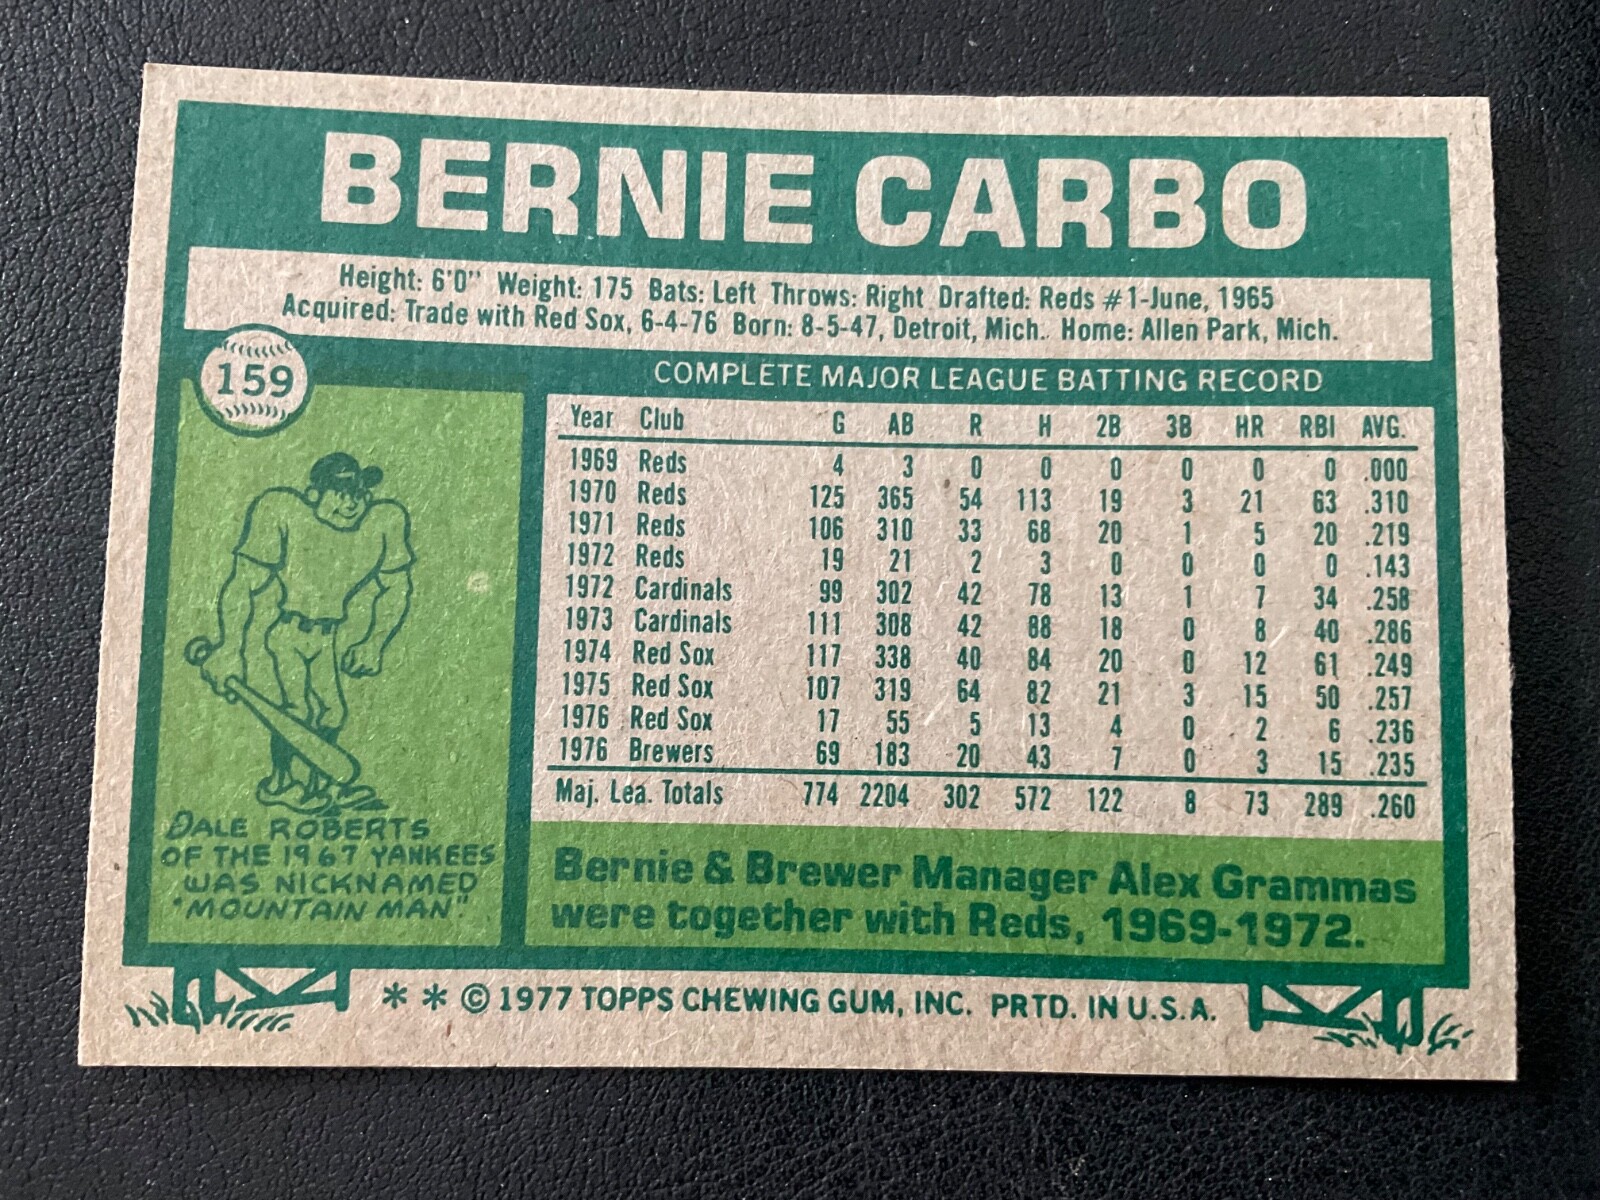 BERNIE CARBO
Height: 6'0" Weight: 175 Bats: Left Throws: Right Drafted: Reds #1-June, 1965
Acquired: Trade with Red Sox, 6-4-76 Born: 8-5-47, Detroit, Mich. Home: Allen Park, Mich.
159
COMPLETE MAJOR LEAGUE BATTING RECORD
Year Club G AB R H 2B 3B HR RBI AVG.
1969 Reds 4 3 0 0 0 0 0 0 .000
1970 Reds 125 365 54 113 19 3 21 63 .310
1971 Reds 106 310 33 68 20 1 5 20 .219
1972 Reds 19 21 2 3 0 0 0 0 .143
1972 Cardinals 99 302 42 78 13 1 7 34 .258
1973 Cardinals 111 308 42 88 18 0 8 40 .286
1974 Red Sox 117 338 40 84 20 0 12 61 .249
1975 Red Sox 107 319 64 82 21 3 15 50 .257
1976 Red Sox 17 55 5 13 4 0 2 6 .236
1976 Brewers 69 183 20 43 7 0 3 15 .235
Maj. Lea. Totals 774 2204 302 572 122 8 73 289 .260
DALE ROBERTS
OF THE 1967 YANKEES
WAS NICKNAMED
"MOUNTAIN MAN".
Bernie & Brewer Manager Alex Grammas
were together with Reds, 1969-1972.
* * © 1977 TOPPS CHEWING GUM, INC. PRTD. IN U.S.A.